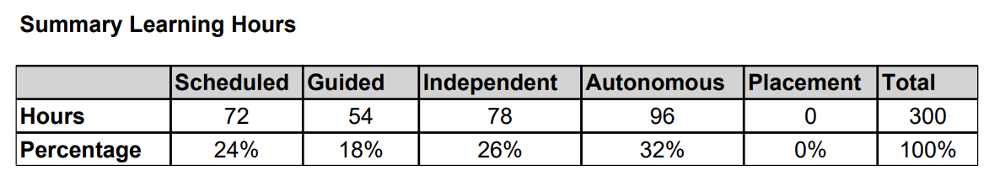 Summary Learning Hours
Scheduled Guided Independent Autonomous Placement Total
Hours 72 54 78 96 0 300
Percentage 24% 18% 26% 32% 0% 100%